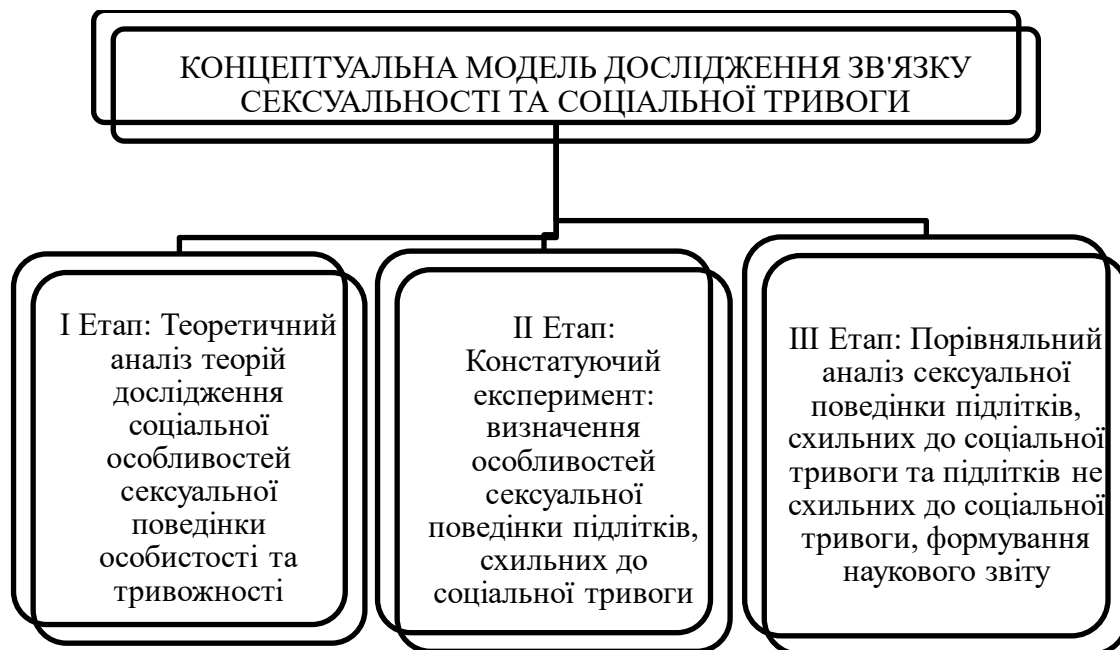 КОНЦЕПТУАЛЬНА МОДЕЛЬ ДОСЛІДЖЕННЯ ЗВ'ЯЗКУ
СЕКСУАЛЬНОСТІ ТА СОЦІАЛЬНОЇ ТРИВОГИ
І Етап: Теоретичний
аналіз теорій
дослідження
соціальної
особливостей
сексуальної
поведінки
особистості та
тривожності
ІІ Етап:
Констатуючий
експеримент:
визначення
особливостей
сексуальної
поведінки підлітків,
схильних до
соціальної тривоги
ІІІ Етап: Порівняльний
аналіз сексуальної
поведінки підлітків,
схильних до соціальної
тривоги та підлітків не
схильних до соціальної
тривоги, формування
наукового звіту